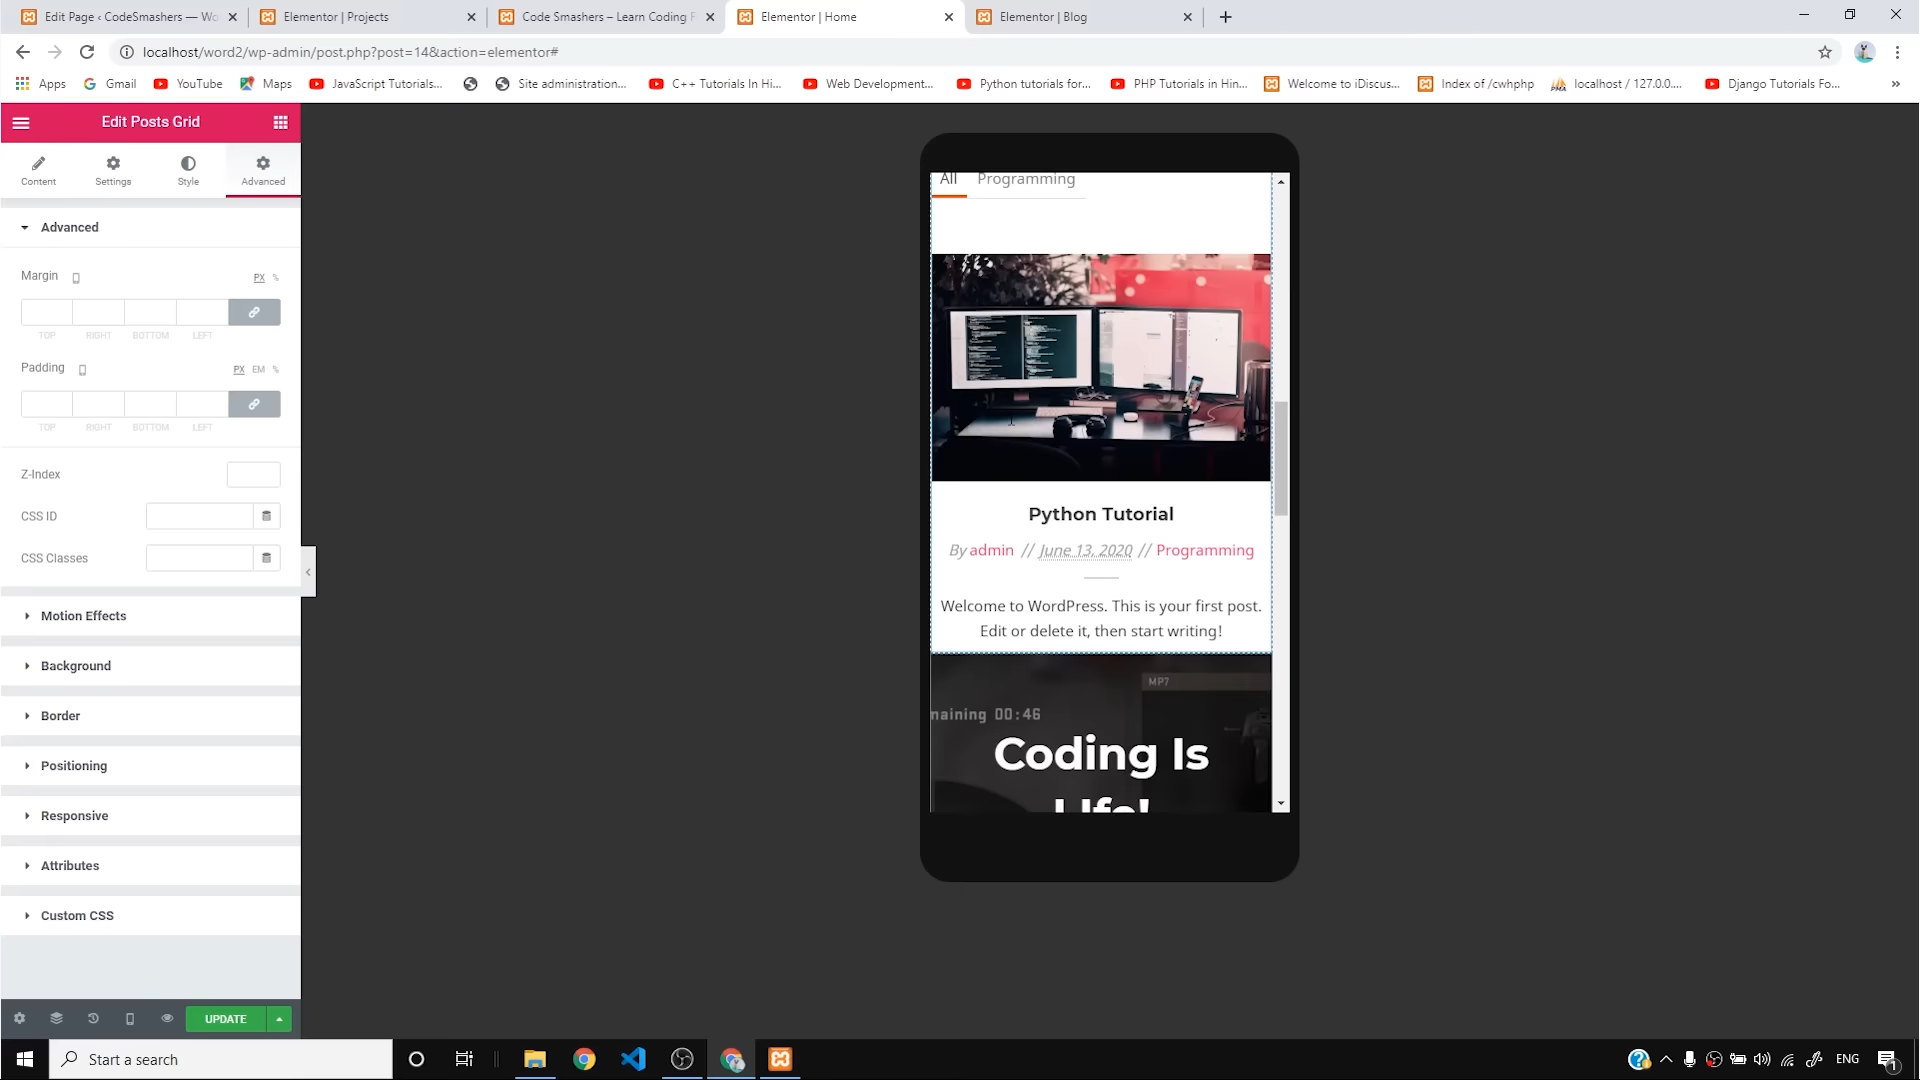 Edit Page ‹ CodeSmashers — Wo
Elementor | Projects
Code Smashers – Learn Coding F
Elementor | Home
Elementor | Blog
localhost/word2/wp-admin/post.php?post=14&action=elementor#
Apps
Gmail
YouTube
Maps
JavaScript Tutorials...
Site administration...
C++ Tutorials In Hi...
Web Development...
Python tutorials for...
PHP Tutorials in Hin...
Welcome to iDiscus...
Index of /cwhphp
localhost / 127.0.0....
Django Tutorials Fo...
»
Edit Posts Grid
Content
Settings
Style
Advanced
Advanced
Margin
PX %
TOP RIGHT BOTTOM LEFT
Padding
PX EM %
TOP RIGHT BOTTOM LEFT
Z-Index
CSS ID
CSS Classes
Motion Effects
Background
Border
Positioning
Responsive
Attributes
Custom CSS
UPDATE
All Programming
Python Tutorial
By admin // June 13, 2020 // Programming
Welcome to WordPress. This is your first post.
Edit or delete it, then start writing!
MP7
naining 00:46
Coding Is
Start a search
ENG
1